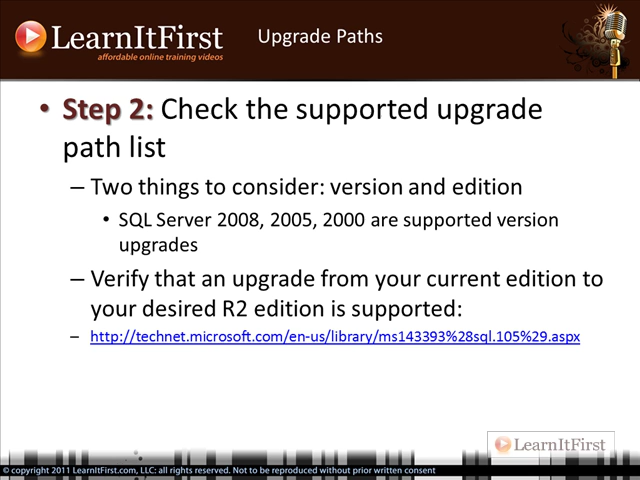 LearnItFirst
affordable online training videos
Upgrade Paths
• Step 2: Check the supported upgrade
path list
– Two things to consider: version and edition
• SQL Server 2008, 2005, 2000 are supported version
upgrades
– Verify that an upgrade from your current edition to
your desired R2 edition is supported:
– http://technet.microsoft.com/en-us/library/ms143393%28sql.105%29.aspx
LearnItFirst
© copyright 2011 LearnItFirst.com, LLC: all rights reserved. Not to be reproduced without prior written consent